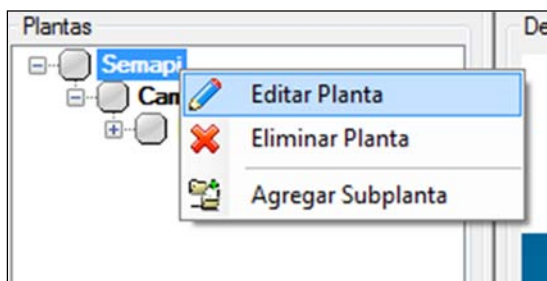 Plantas
De
Semapi
Cam
Editar Planta
Eliminar Planta
Agregar Subplanta